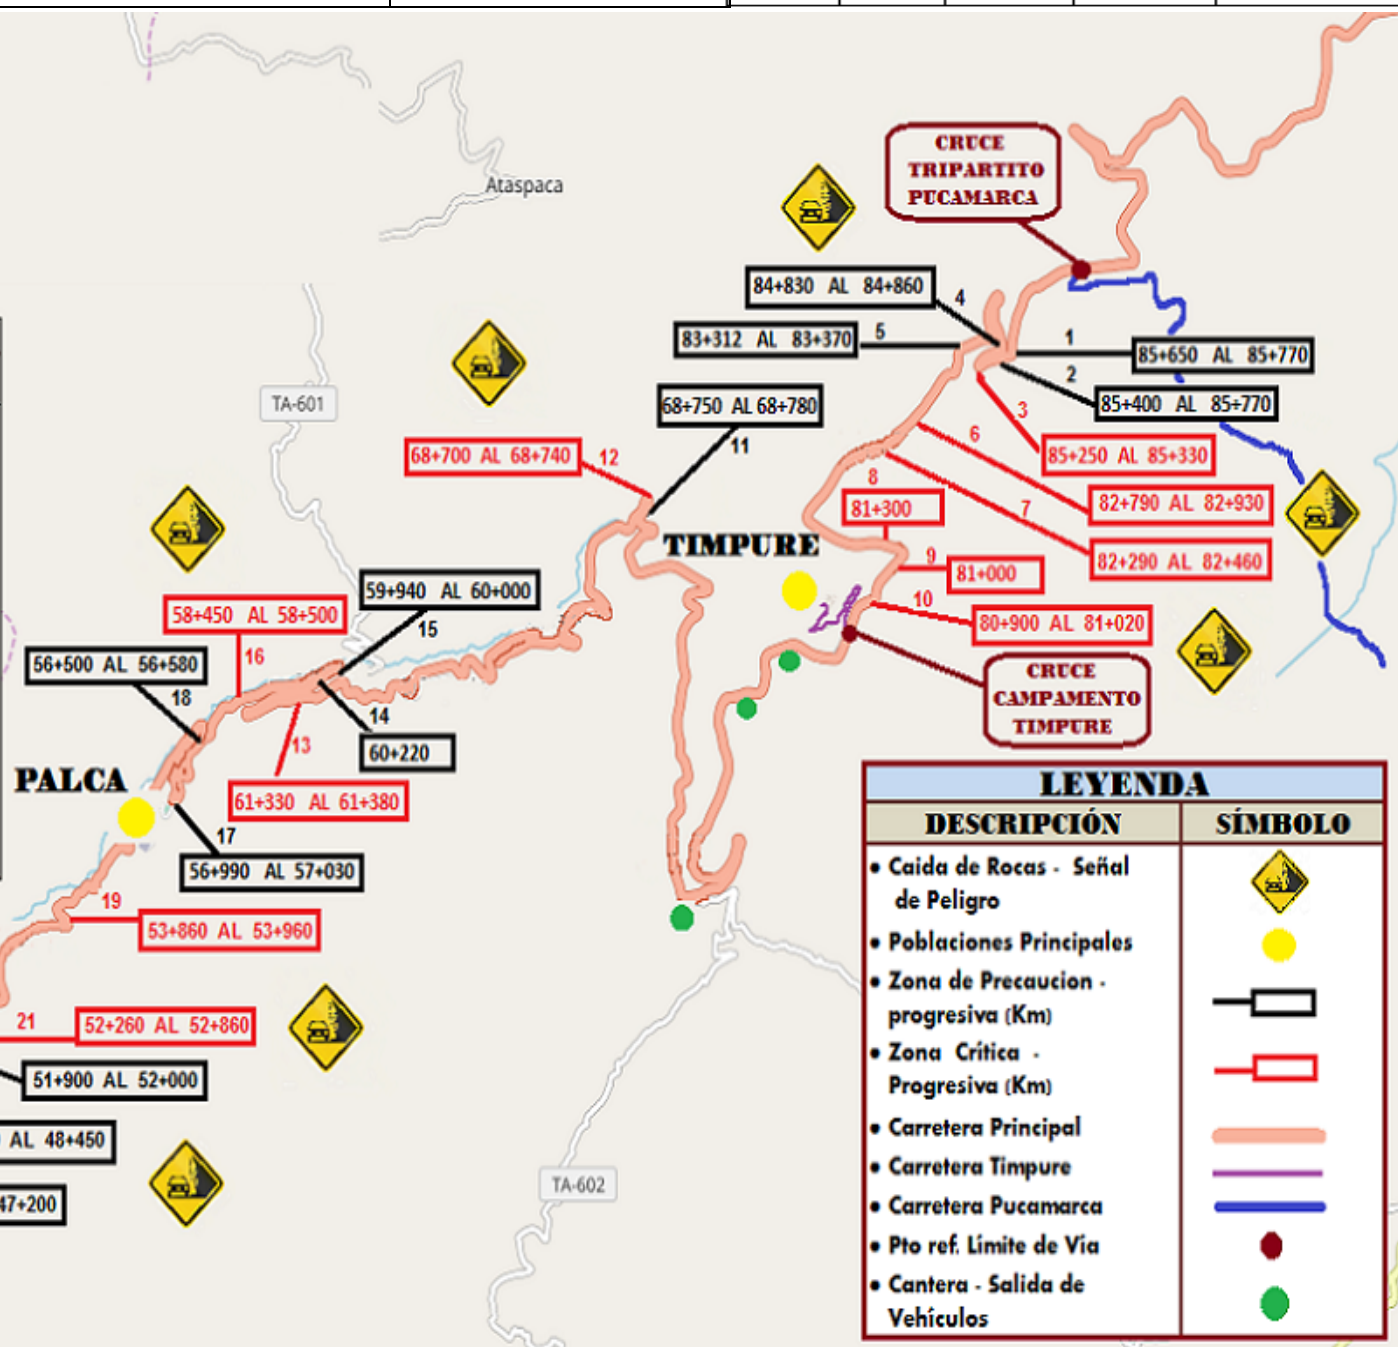 Ataspaca
CRUCE
TRIPARTITO
PUCAMARCA
84+830 AL 84+860
4
83+312 AL 83+370
5
1
85+650 AL 85+770
2
85+400 AL 85+770
3
85+250 AL 85+330
TA-601
68+750 AL 68+780
11
68+700 AL 68+740
12
6
82+790 AL 82+930
8
81+300
7
82+290 AL 82+460
TIMPURE
9
81+000
10
80+900 AL 81+020
59+940 AL 60+000
15
58+450 AL 58+500
16
56+500 AL 56+580
18
CRUCE
CAMPAMENTO
TIMPURE
14
60+220
13
61+330 AL 61+380
PALCA
17
56+990 AL 57+030
19
53+860 AL 53+960
21
52+260 AL 52+860
51+900 AL 52+000
AL 48+450
47+200
TA-602
LEYENDA
DESCRIPCIÓN SÍMBOLO
• Caida de Rocas - Señal
de Peligro
• Poblaciones Principales
• Zona de Precaucion -
progresiva (Km)
• Zona Crítica -
Progresiva (Km)
• Carretera Principal
• Carretera Timpure
• Carretera Pucamarca
• Pto ref. Límite de Vía
• Cantera - Salida de
Vehículos